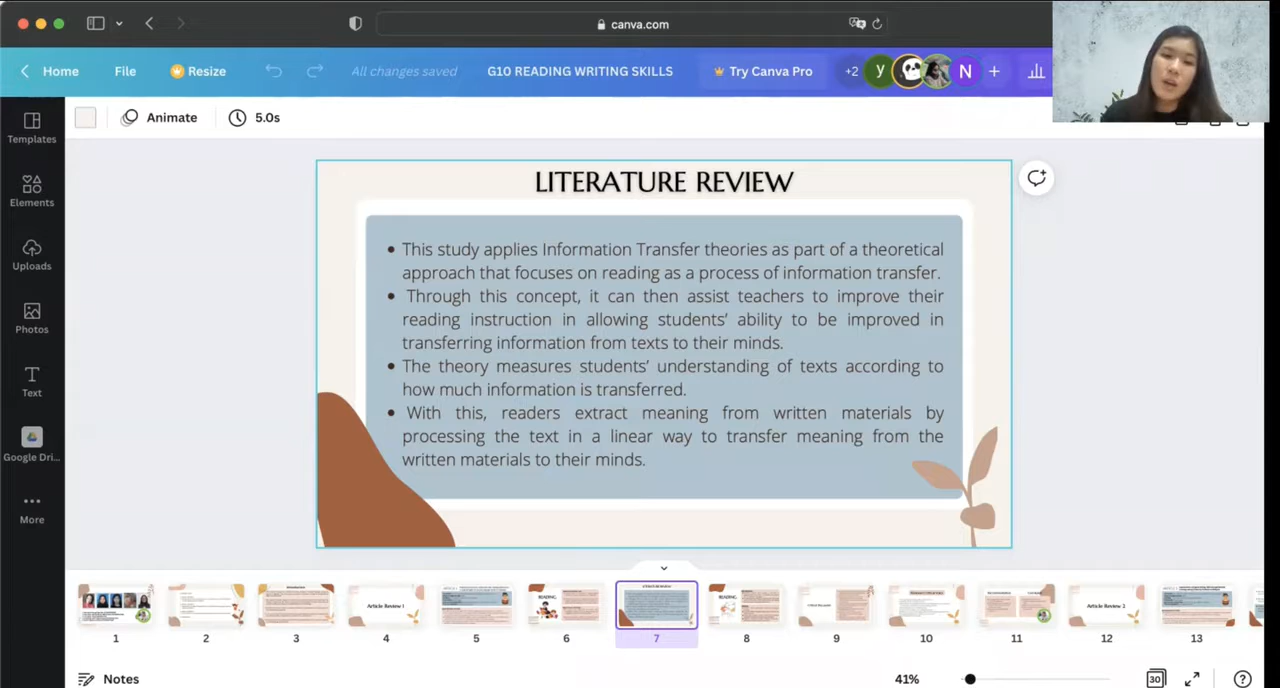 canva.com
Home
File
Resize
All changes saved
G10 READING WRITING SKILLS
Try Canva Pro
+2
y
N
Templates
Elements
Uploads
Photos
Text
Google Dri...
More
Animate
5.0s
LITERATURE REVIEW
• This study applies Information Transfer theories as part of a theoretical
approach that focuses on reading as a process of information transfer.
• Through this concept, it can then assist teachers to improve their
reading instruction in allowing students’ ability to be improved in
transferring information from texts to their minds.
• The theory measures students’ understanding of texts according to
how much information is transferred.
• With this, readers extract meaning from written materials by
processing the text in a linear way to transfer meaning from the
written materials to their minds.
Article Review 1
READING
LITERATURE REVIEW
READING
Article Review 2
1
2
3
4
5
6
7
8
9
10
11
12
13
Notes
41%
30
?